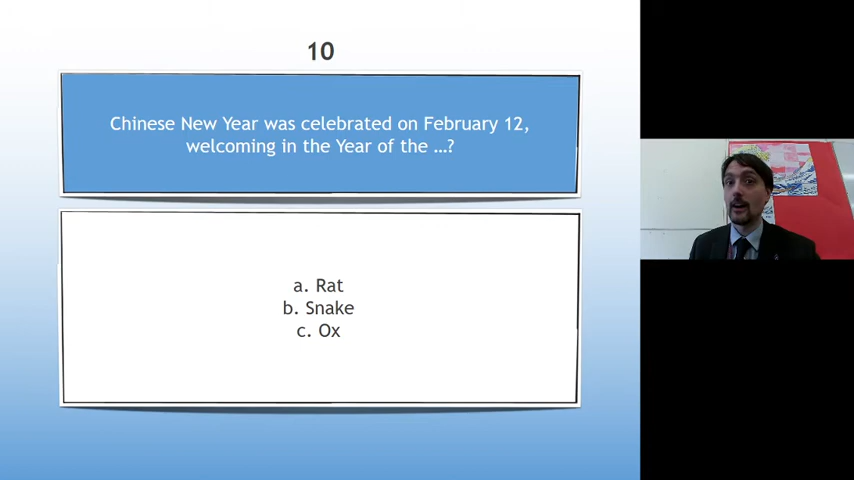 10
Chinese New Year was celebrated on February 12,
welcoming in the Year of the …?
a. Rat
b. Snake
c. Ox